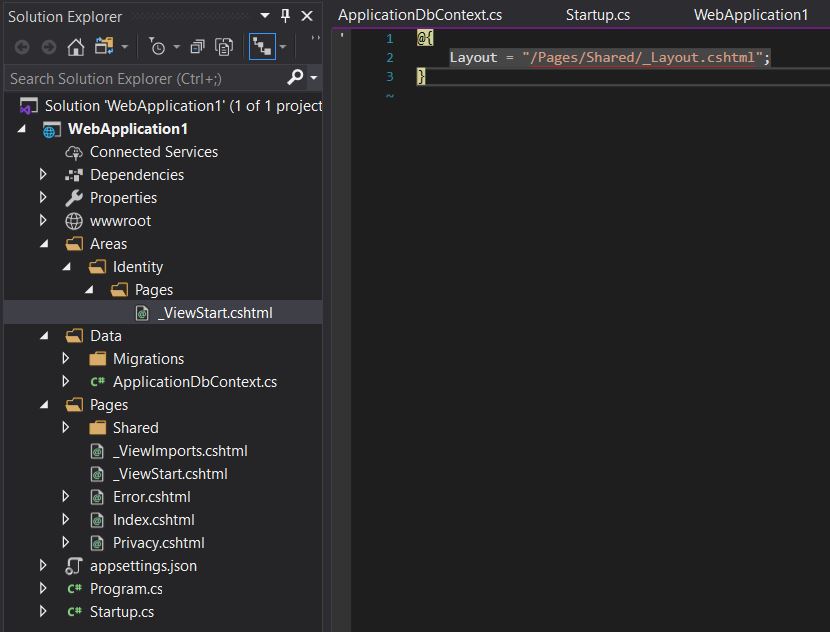 Solution Explorer
Search Solution Explorer (Ctrl+;)
Solution 'WebApplication1' (1 of 1 project
WebApplication1
Connected Services
Dependencies
Properties
wwwroot
Areas
Identity
Pages
_ViewStart.cshtml
Data
Migrations
C# ApplicationDbContext.cs
Pages
Shared
_ViewImports.cshtml
_ViewStart.cshtml
Error.cshtml
Index.cshtml
Privacy.cshtml
appsettings.json
C# Program.cs
C# Startup.cs
ApplicationDbContext.cs Startup.cs WebApplication1
1 @{
2 Layout = "/Pages/Shared/_Layout.cshtml";
3 }
~